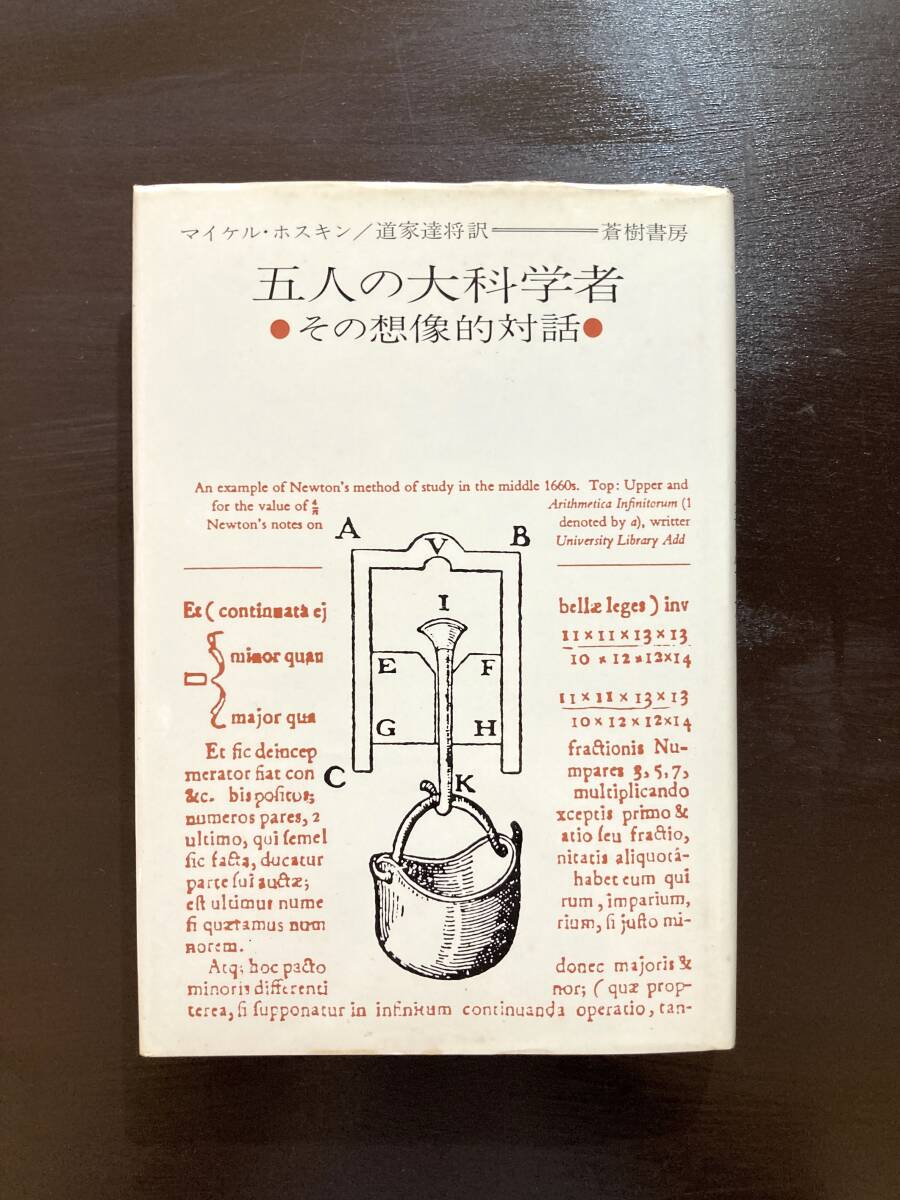 マイケル・ホスキン／道家達将訳 蒼樹書房
五人の大科学者
●その想像的対話●
An example of Newton's method of study in the middle 1660s. Top: Upper and
for the value of 4/π Arithmetica Infinitorum (1
Newton's notes on denoted by a), writter
University Library Add
A
B
V
I
E
F
G
H
C
K
Et ( continuata ej
minor quan
major qua
Et sic deincep
merator fiat con
&c. bispositus;
numeros pares, 2
ultimo, qui semel
sic facta, ducatur
parte sui auctæ;
est ultimus nume
si quæramus num
norem.
Atq; hoc pacto
minoris differenti
bellæ leges ) inv
11×11×13×13
10×12×12×14
11×11×13×13
10×12×12×14
fractionis Nu-
mpares 3, 5, 7,
multiplicando
xceptis primo &
atio seu fractio,
nitatis aliquotâ-
habet eum qui
rum, imparium,
rium, si justo mi-
donec majoris &
nor; ( quæ prop-
terea, si supponatur in infinitum continuanda operatio, tan-